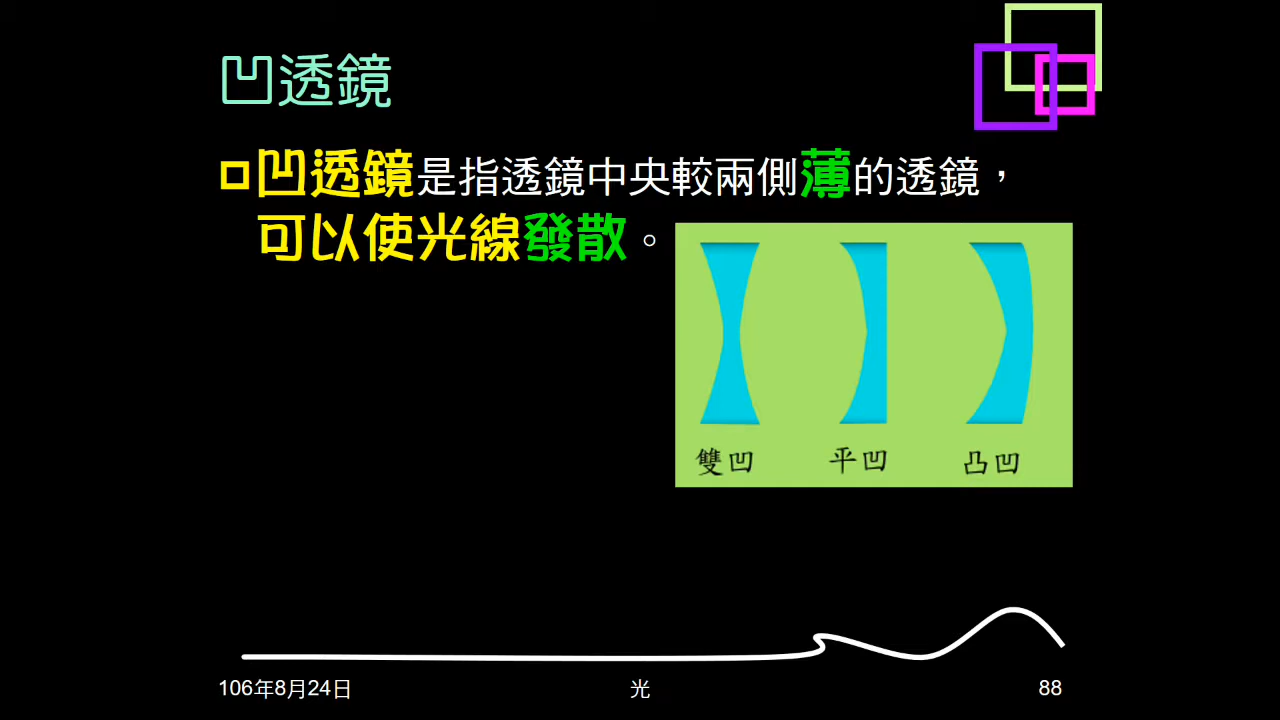 凹透鏡
凹透鏡是指透鏡中央較兩側薄的透鏡，
可以使光線發散。
雙凹 平凹 凸凹
106年8月24日 光 88